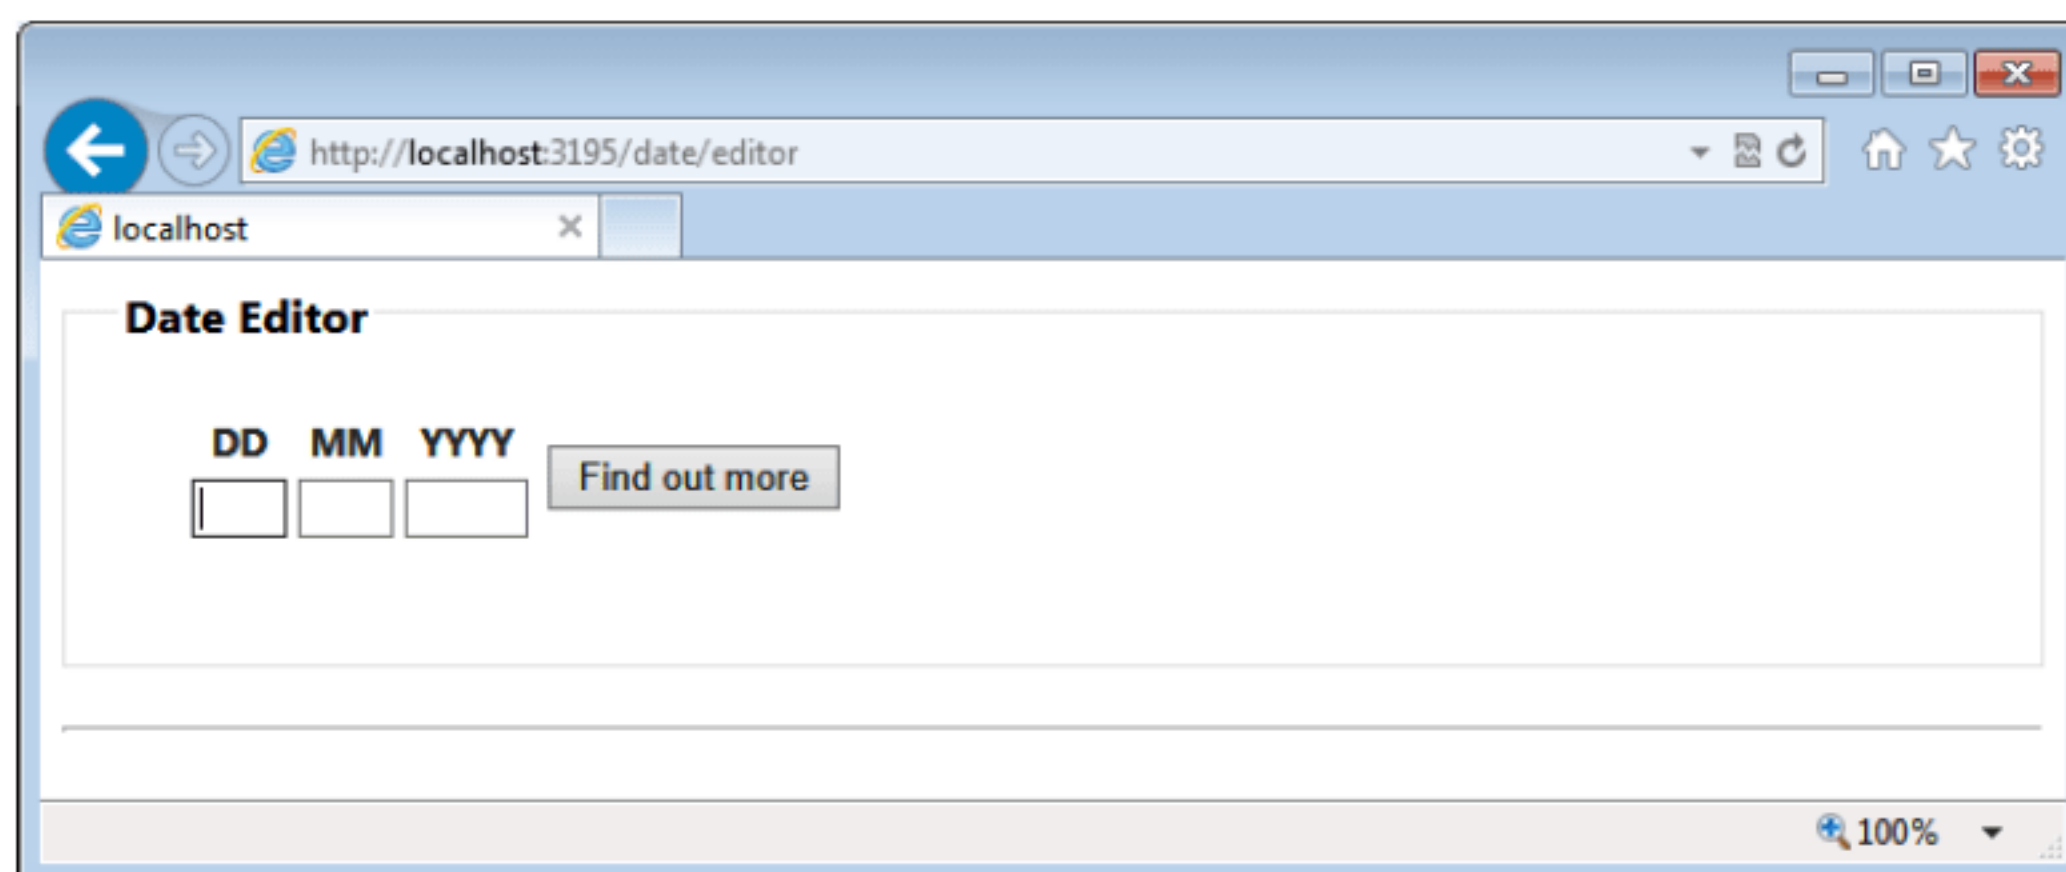 http://localhost:3195/date/editor
localhost
Date Editor
DD MM YYYY
Find out more
100%